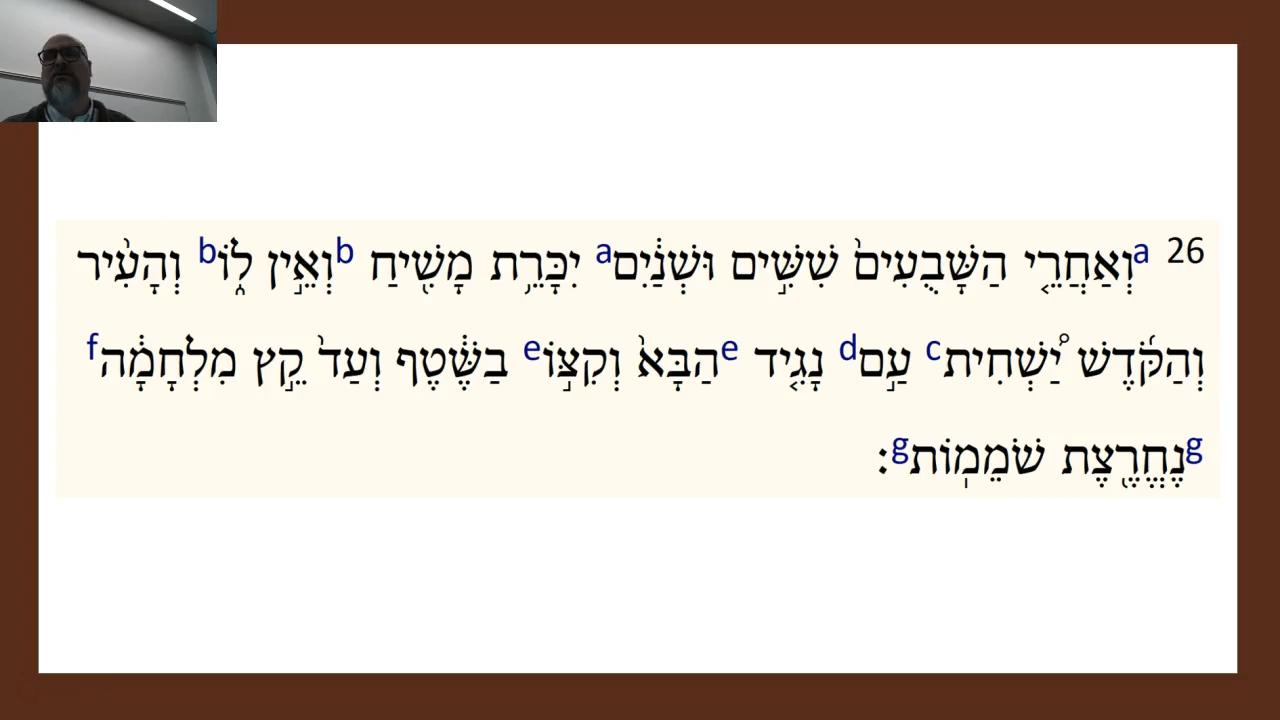 26 ᵃוְאַחֲרֵ֤י הַשָּׁבֻעִים֙ שִׁשִּׁ֣ים וּשְׁנַ֔יִםᵃ יִכָּרֵ֥ת מָשִׁ֖יחַ ᵇוְאֵ֣ין ל֑וֹᵇ וְהָעִ֨יר
וְהַקֹּ֜דֶשׁ יַ֠שְׁחִיתᶜ עַ֣םᵈ נָגִ֤יד ᵉהַבָּא֙ וְקִצּ֣וֹᵉ בַשֶּׁ֔טֶף וְעַד֙ קֵ֣ץ מִלְחָמָ֔הᶠ
ᵍנֶחֱרֶ֖צֶת שֹׁמֵמֽוֹתᵍ׃